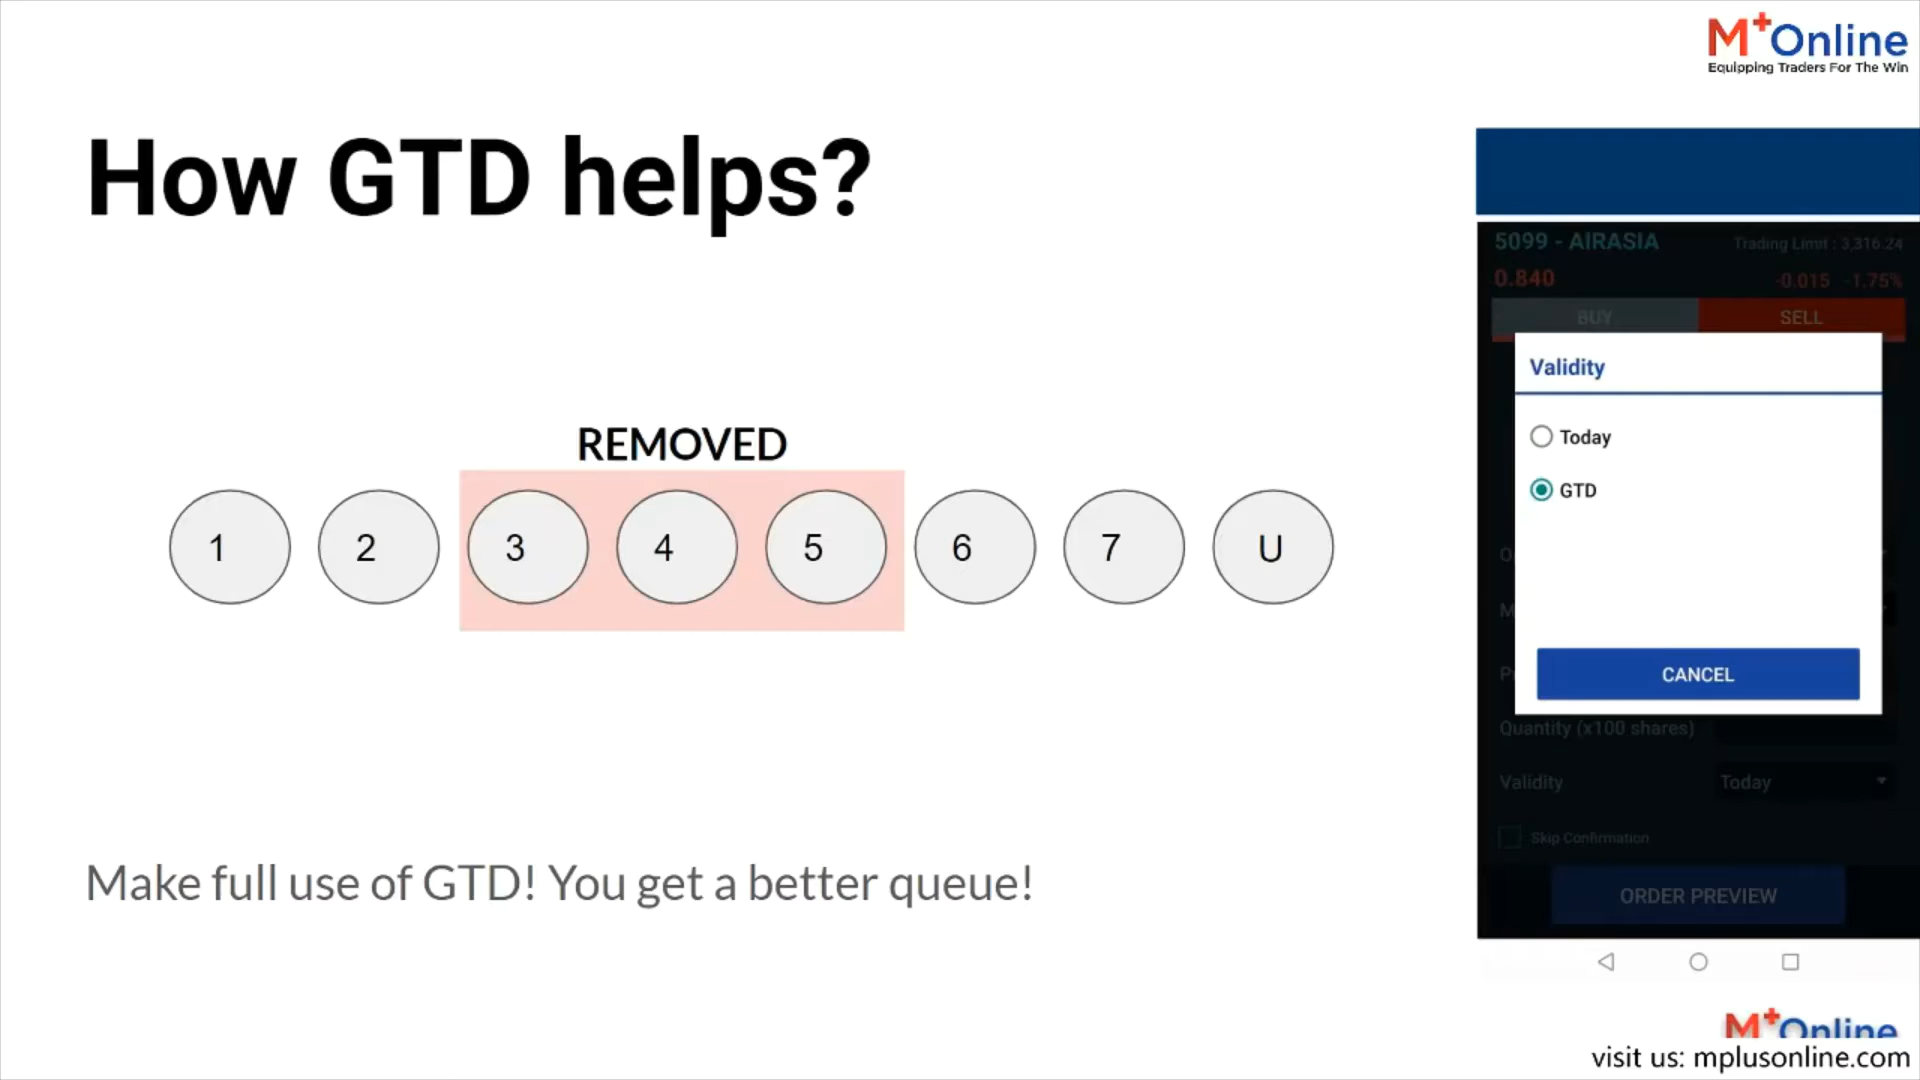 M+Online
Equipping Traders For The Win
How GTD helps?
REMOVED
1 2 3 4 5 6 7 U
Make full use of GTD! You get a better queue!
5099 - AIRASIA Trading Limit : 3,316.24
0.840 -0.015 -1.75%
BUY SELL
Validity
Today
GTD
CANCEL
Quantity (x100 shares)
Validity Today
Skip Confirmation
ORDER PREVIEW
M+Online
visit us: mplusonline.com